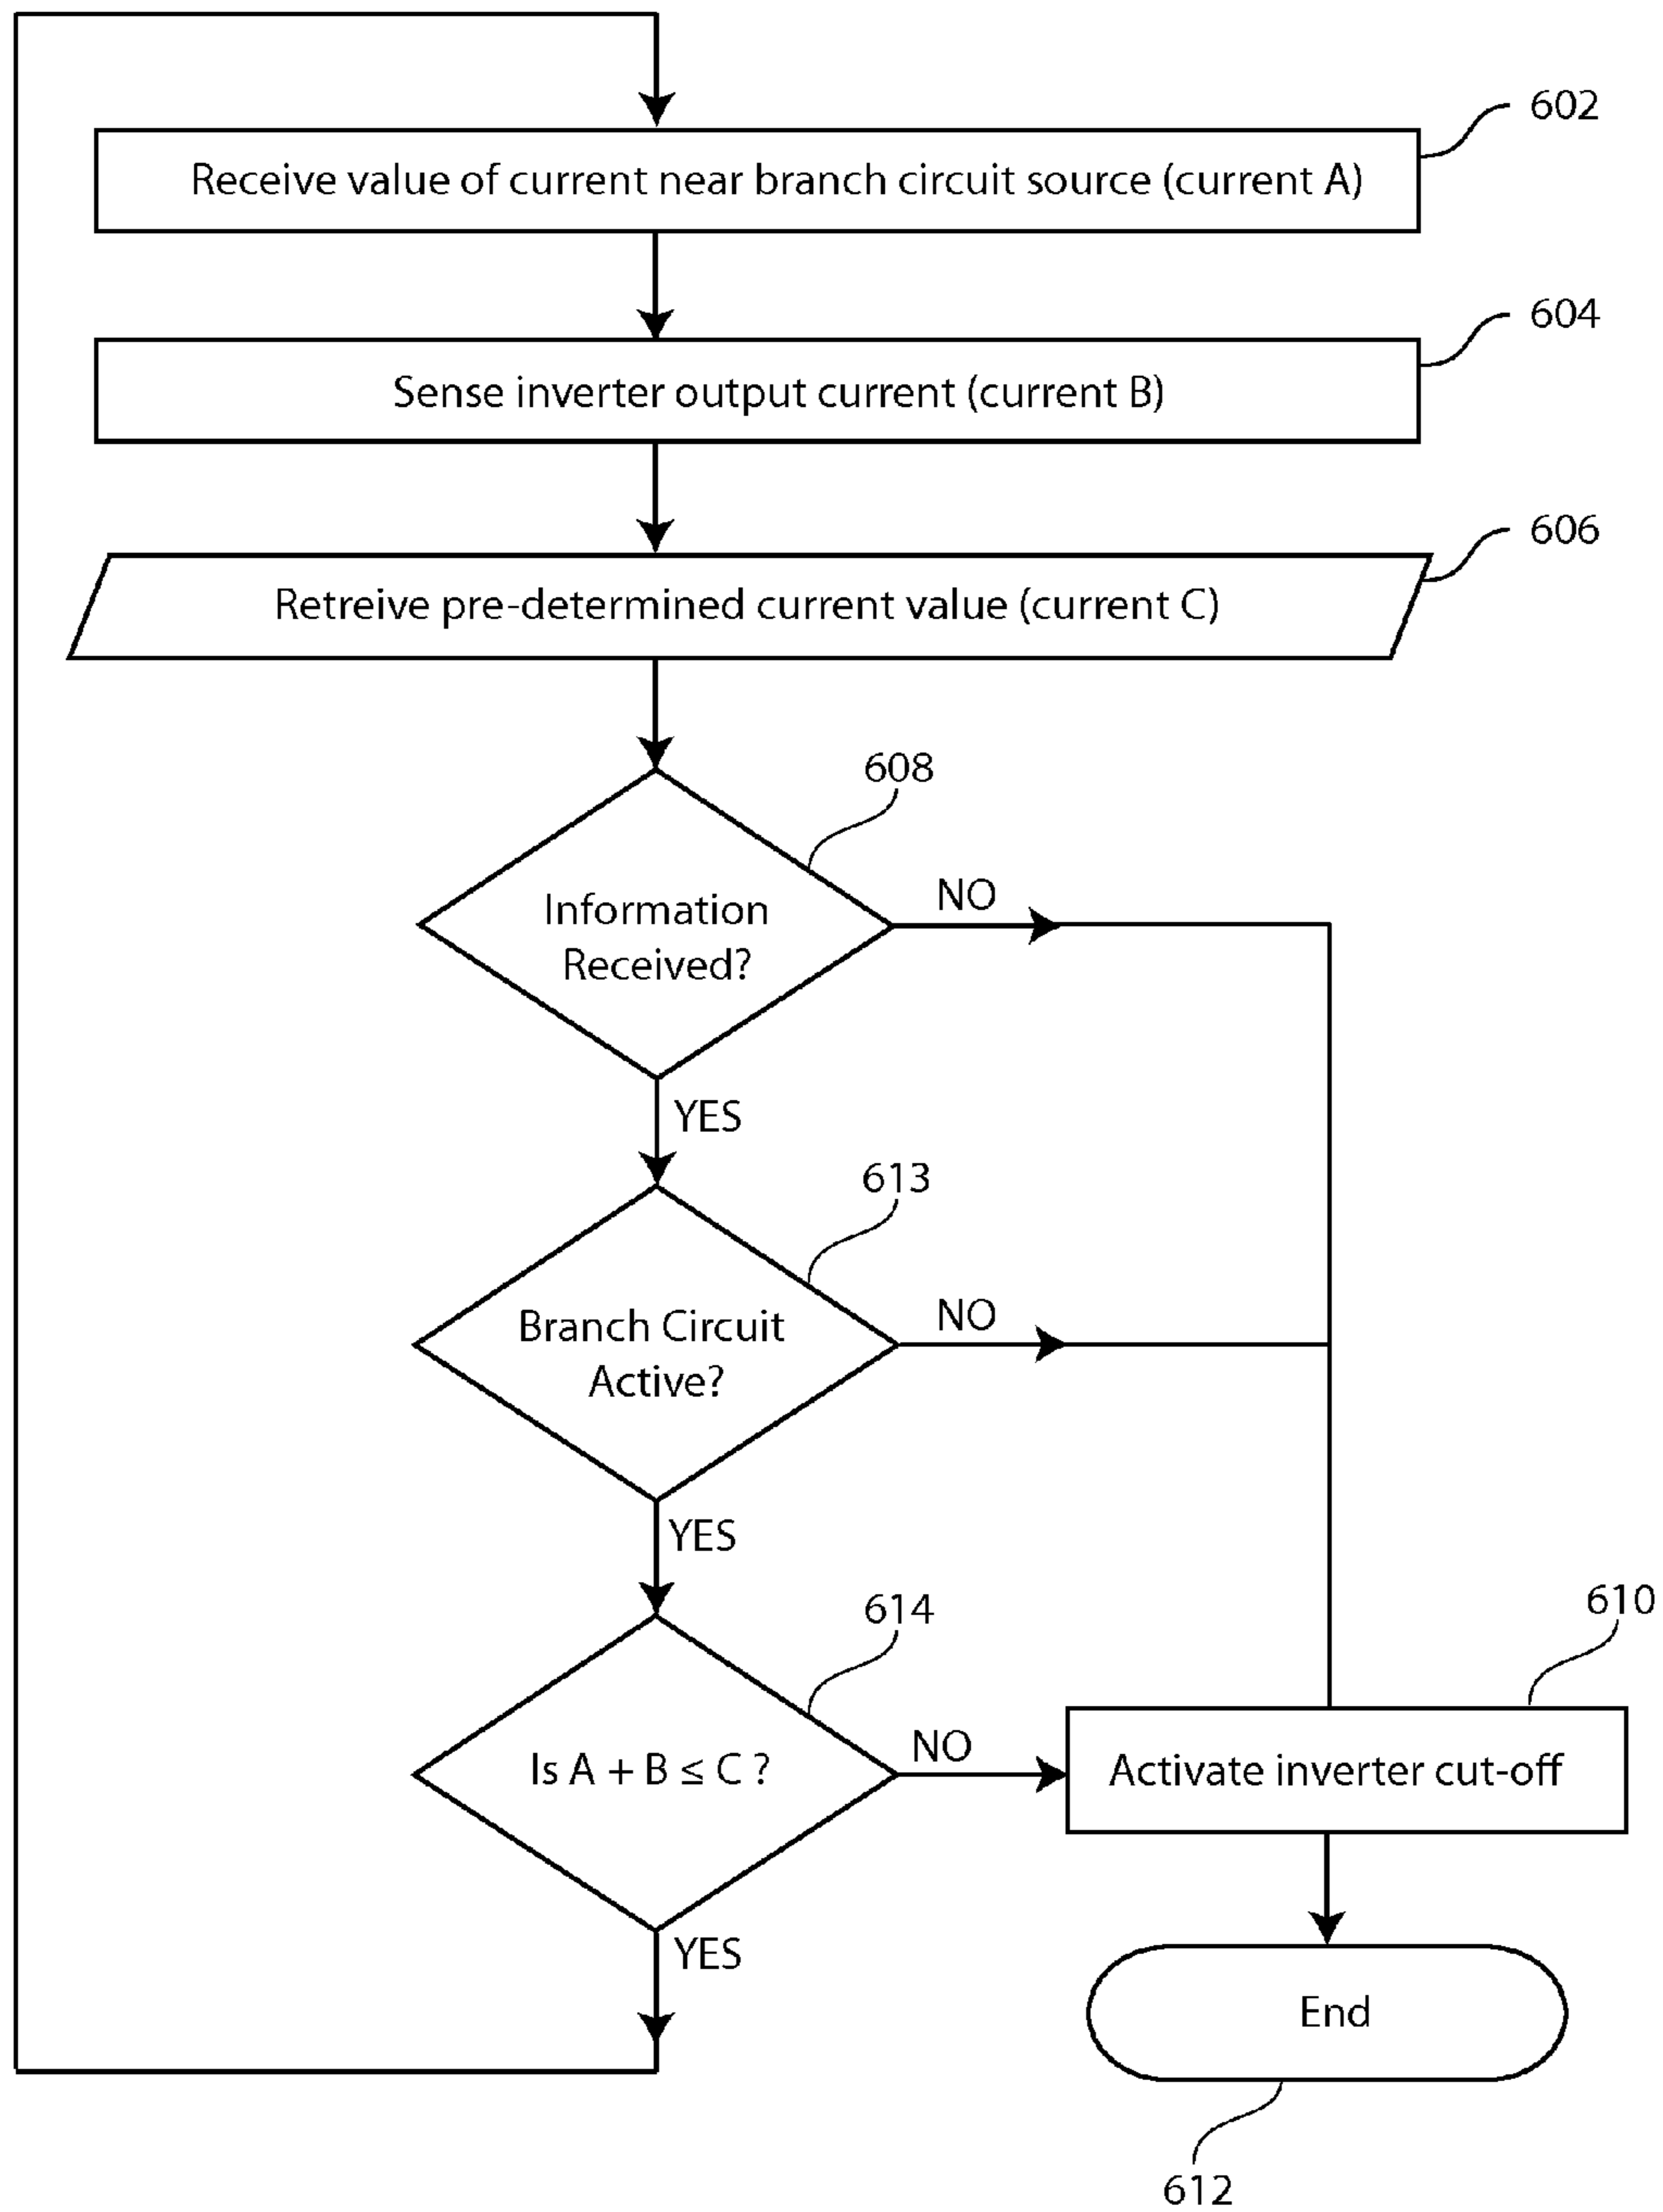 602
Receive value of current near branch circuit source (current A)
604
Sense inverter output current (current B)
606
Retreive pre-determined current value (current C)
608
Information
Received?
NO
YES
613
Branch Circuit
Active?
NO
YES
614
Is A + B ≤ C ?
NO
610
Activate inverter cut-off
YES
End
612